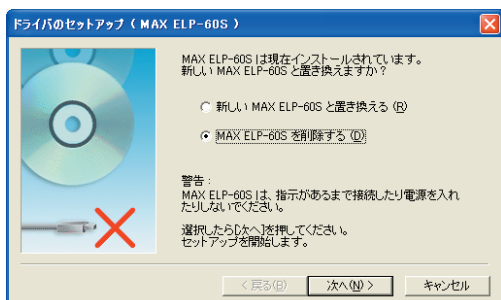 ドライバのセットアップ ( MAX ELP-60S )
MAX ELP-60S は現在インストールされています。
新しい MAX ELP-60S と置き換えますか?
新しい MAX ELP-60S と置き換える (R)
MAX ELP-60S を削除する (D)
警告:
MAX ELP-60S は、指示があるまで接続したり電源を入れ
たりしないでください。
選択したら[次へ]を押してください。
セットアップを開始します。
< 戻る(B)
次へ(N) >
キャンセル